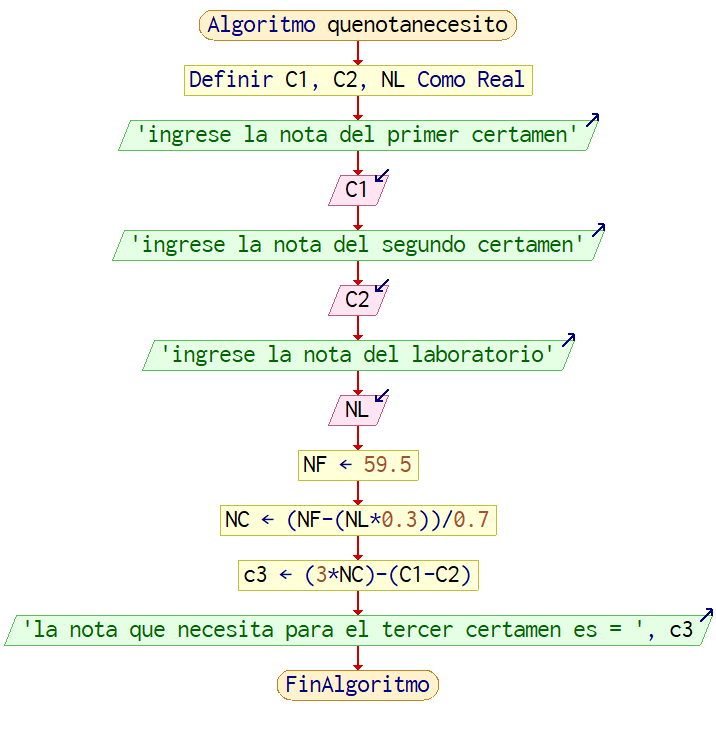 Algoritmo quenotanecesito
Definir C1, C2, NL Como Real
'ingrese la nota del primer certamen'
C1
'ingrese la nota del segundo certamen'
C2
'ingrese la nota del laboratorio'
NL
NF ← 59.5
NC ← (NF-(NL*0.3))/0.7
c3 ← (3*NC)-(C1-C2)
'la nota que necesita para el tercer certamen es = ', c3
FinAlgoritmo